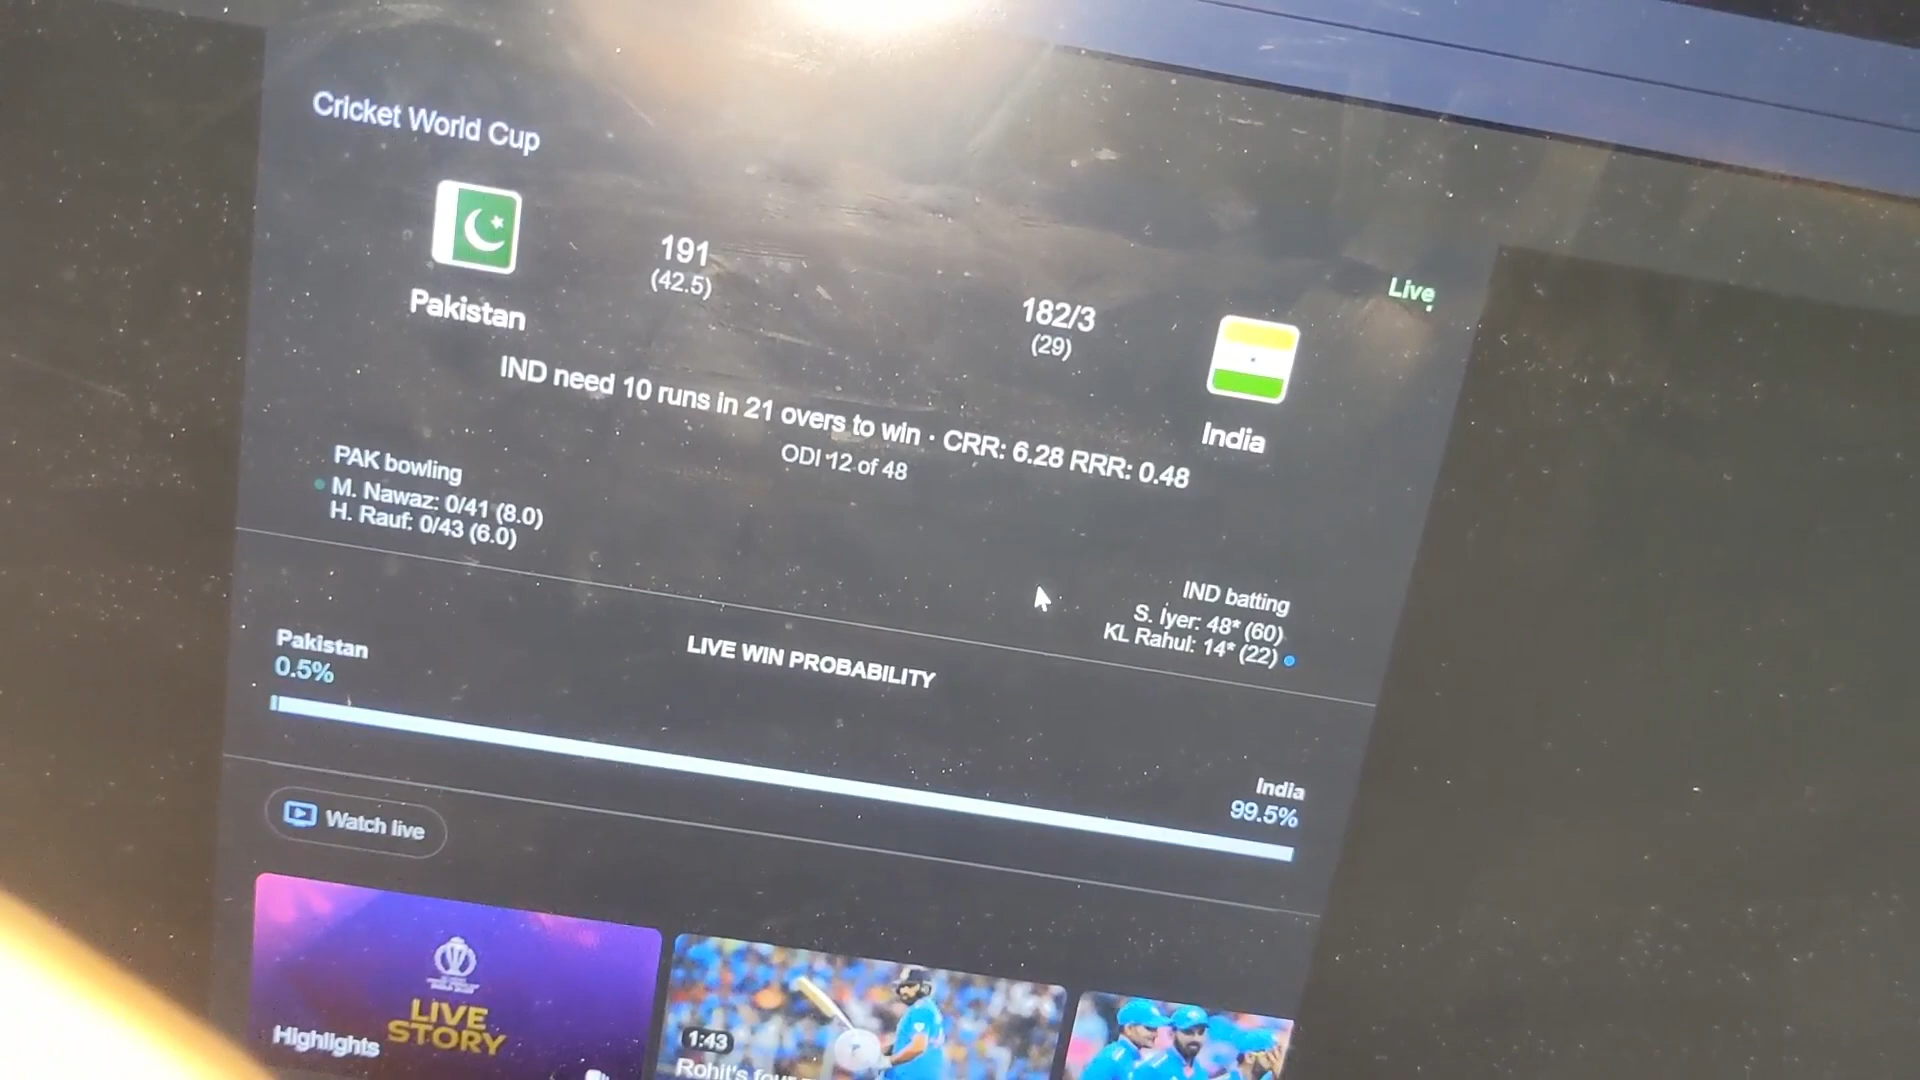 Cricket World Cup
Live
Pakistan
191
(42.5)
182/3
(29)
India
IND need 10 runs in 21 overs to win · CRR: 6.28 RRR: 0.48
ODI · 12 of 48
PAK bowling
M. Nawaz: 0/41 (8.0)
H. Rauf: 0/43 (6.0)
IND batting
S. Iyer: 48* (60)
KL Rahul: 14* (22)
LIVE WIN PROBABILITY
Pakistan
0.5%
India
99.5%
Watch live
LIVE
STORY
Highlights
1:43
Rohit's